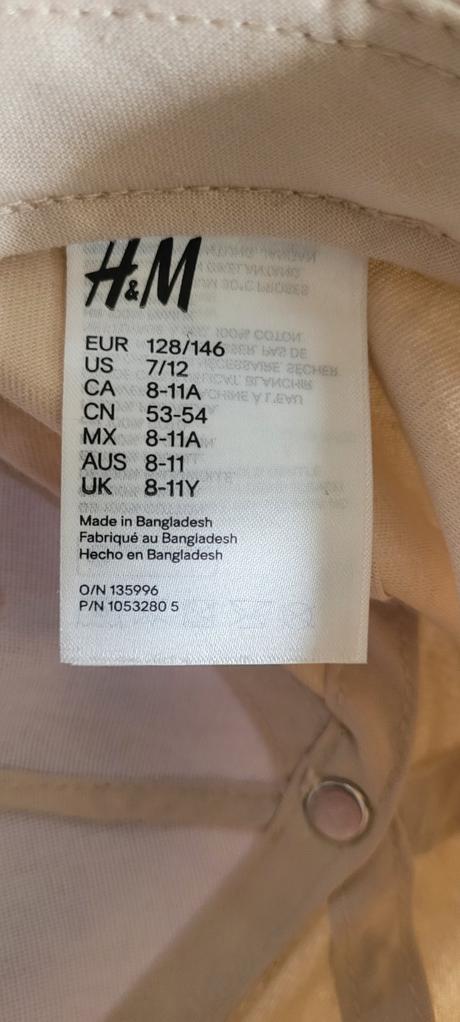 H&M
EUR 128/146
US 7/12
CA 8-11A
CN 53-54
MX 8-11A
AUS 8-11
UK 8-11Y
Made in Bangladesh
Fabriqué au Bangladesh
Hecho en Bangladesh
O/N 135996
P/N 1053280 5